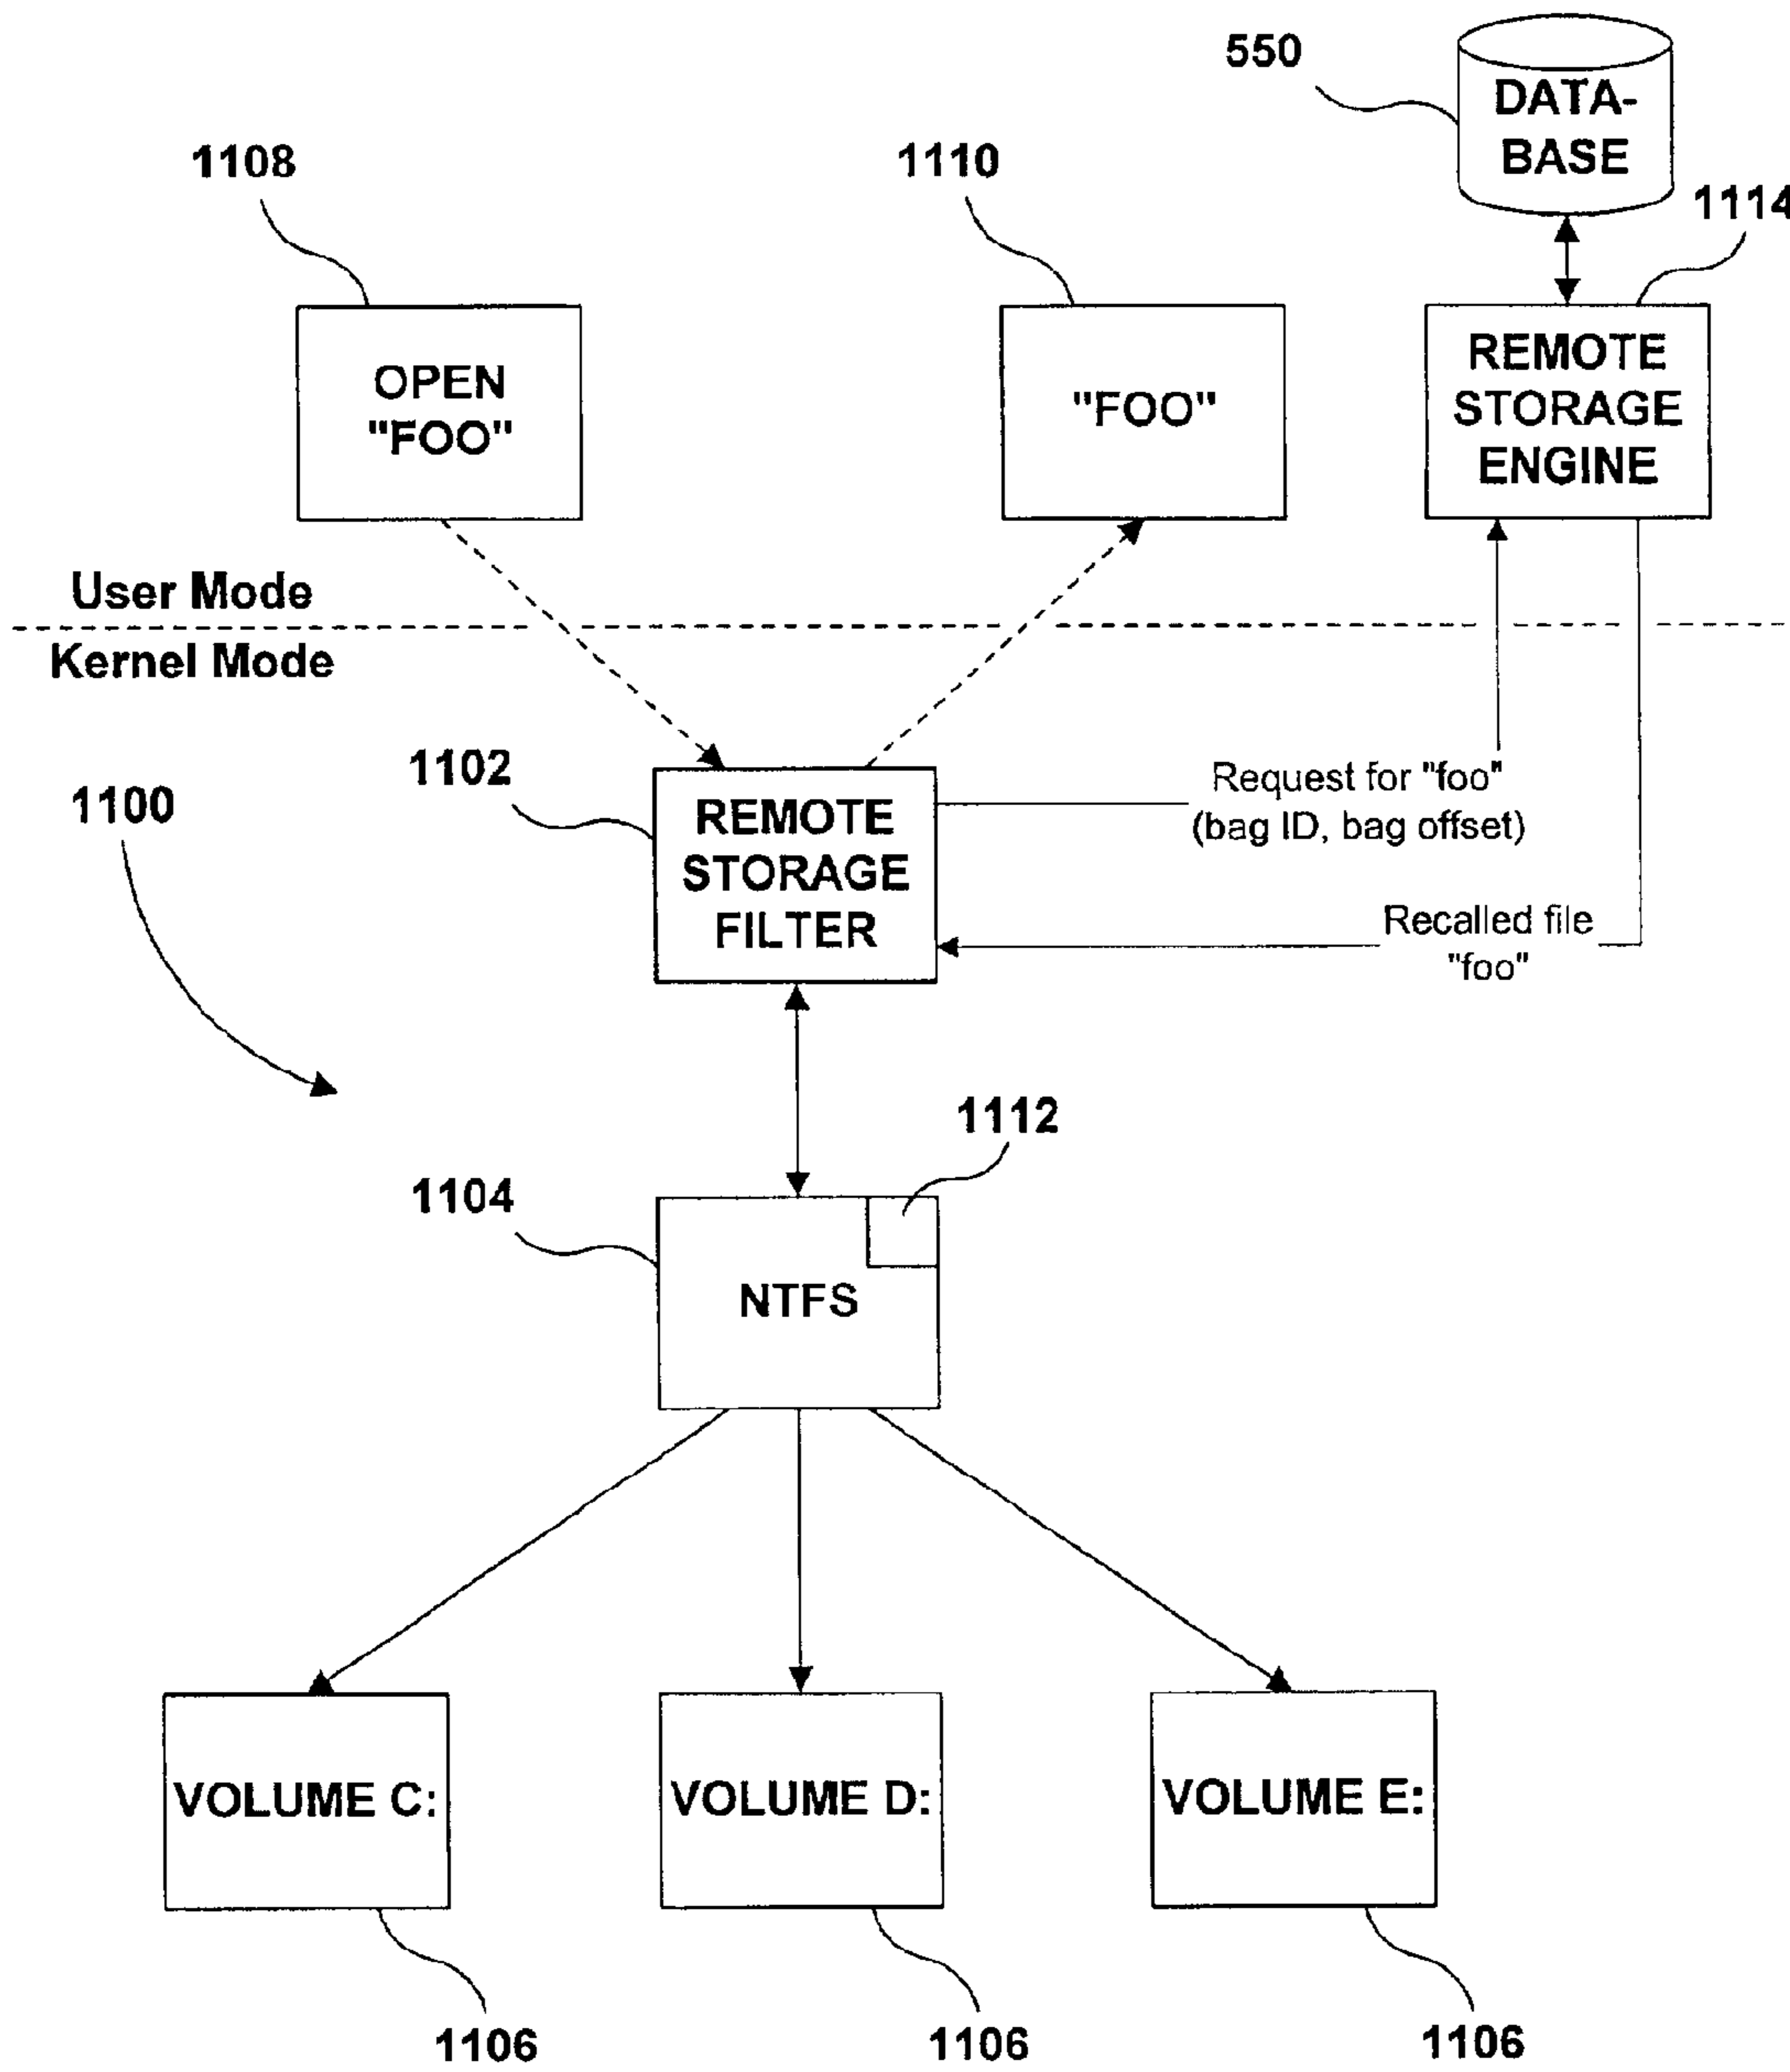 550
DATA-
BASE
1108
1110
1114
OPEN
"FOO"
"FOO"
REMOTE
STORAGE
ENGINE
User Mode
Kernel Mode
1102
1100
REMOTE
STORAGE
FILTER
Request for "foo"
(bag ID, bag offset)
Recalled file
"foo"
1112
1104
NTFS
VOLUME C:
VOLUME D:
VOLUME E:
1106
1106
1106